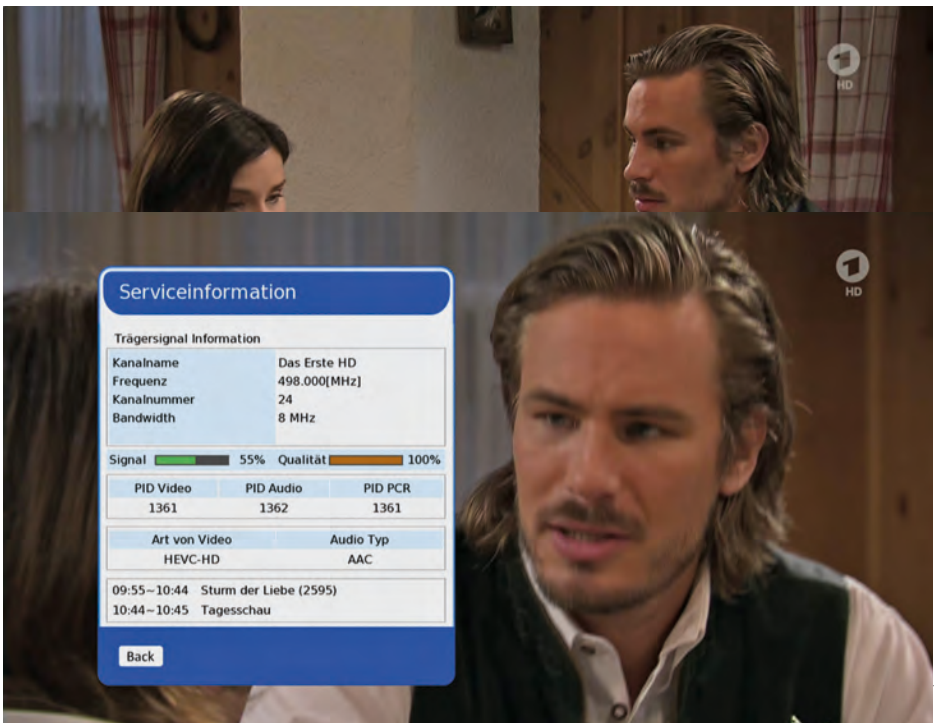 1
HD
1
HD
Serviceinformation
Trägersignal Information
Kanalname Das Erste HD
Frequenz 498.000[MHz]
Kanalnummer 24
Bandwidth 8 MHz
Signal 55% Qualität 100%
PID Video PID Audio PID PCR
1361 1362 1361
Art von Video Audio Typ
HEVC-HD AAC
09:55~10:44 Sturm der Liebe (2595)
10:44~10:45 Tagesschau
Back